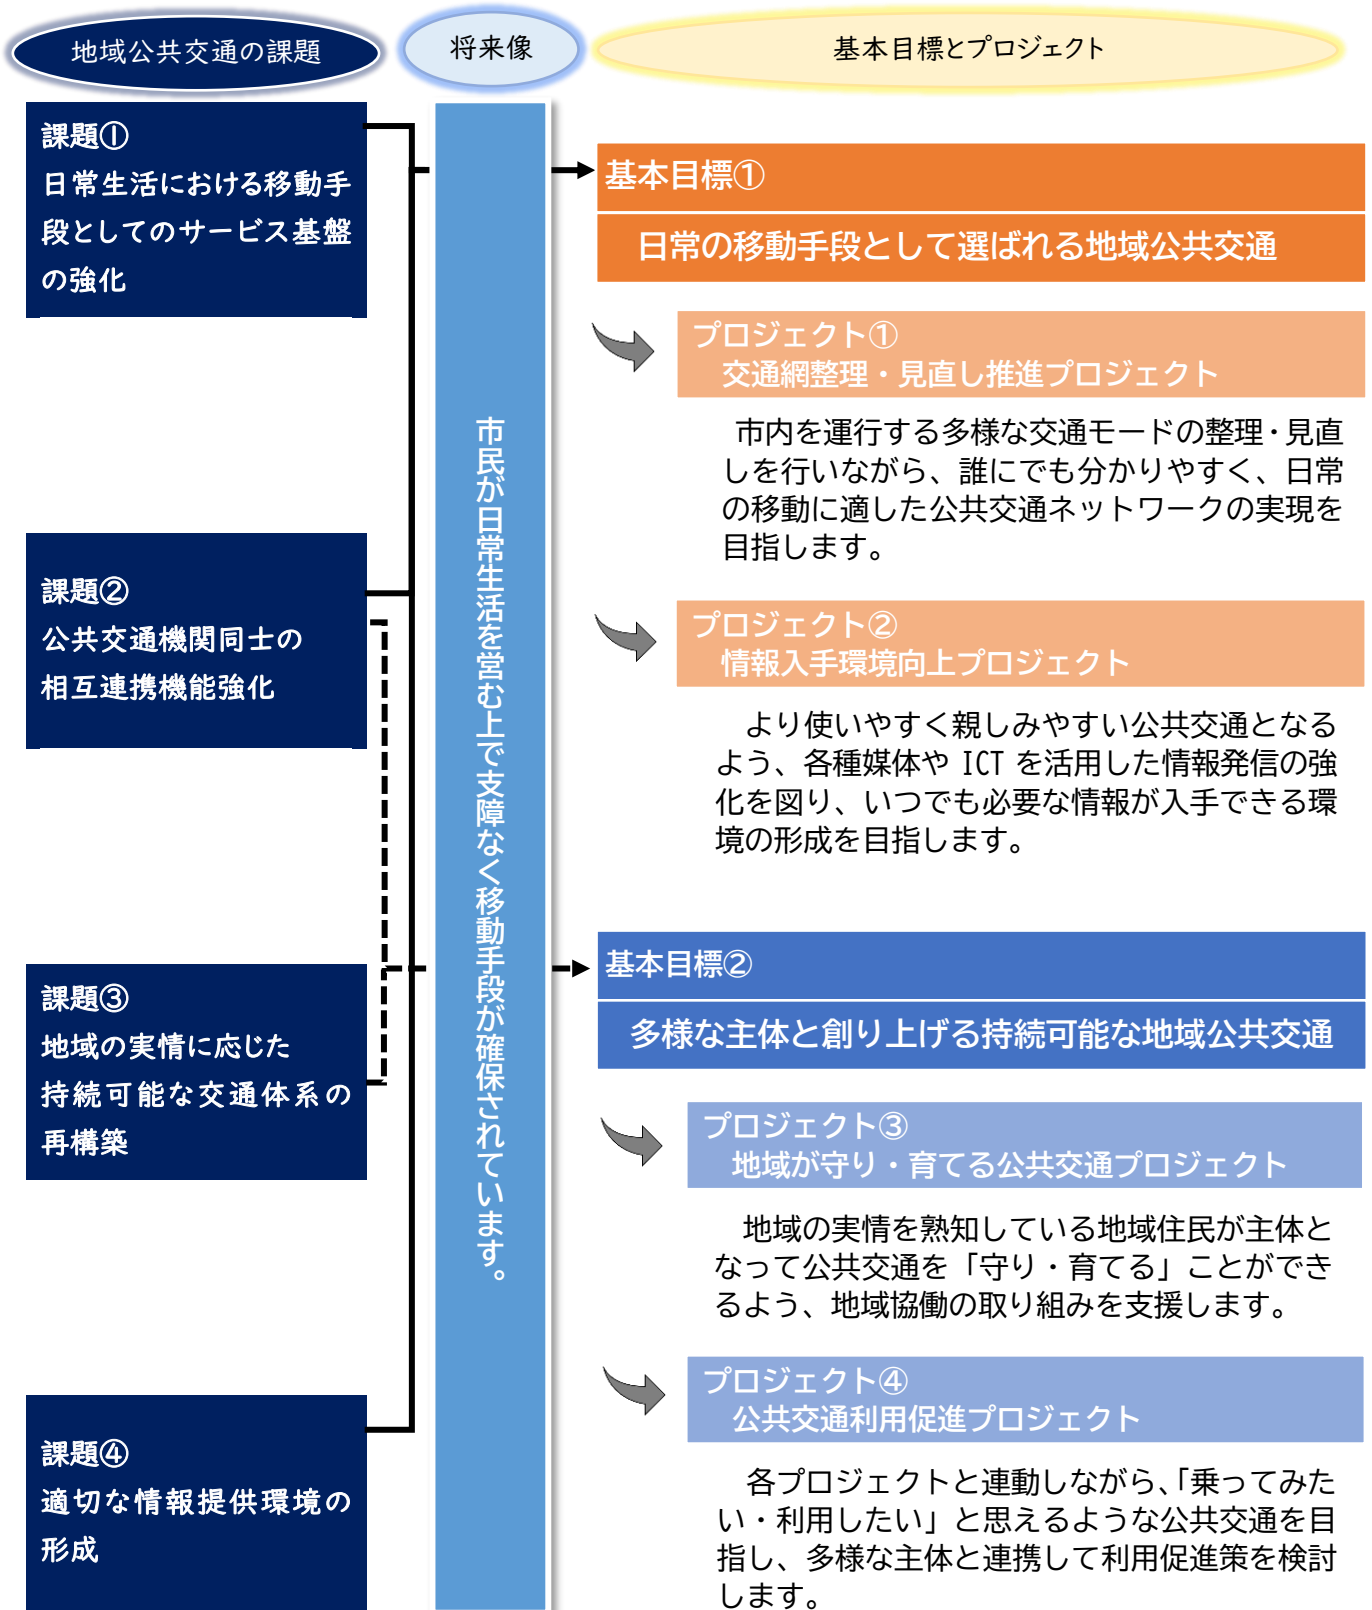 地域公共交通の課題
将来像
基本目標とプロジェクト
課題①
日常生活における移動手
段としてのサービス基盤
の強化
課題②
公共交通機関同士の
相互連携機能強化
課題③
地域の実情に応じた
持続可能な交通体系の
再構築
課題④
適切な情報提供環境の
形成
市民が日常生活を営む上で支障なく移動手段が確保されています。
基本目標①
日常の移動手段として選ばれる地域公共交通
プロジェクト①
交通網整理・見直し推進プロジェクト
市内を運行する多様な交通モードの整理・見直
しを行いながら、誰にでも分かりやすく、日常
の移動に適した公共交通ネットワークの実現を
目指します。
プロジェクト②
情報入手環境向上プロジェクト
より使いやすく親しみやすい公共交通となる
よう、各種媒体や ICT を活用した情報発信の強
化を図り、いつでも必要な情報が入手できる環
境の形成を目指します。
基本目標②
多様な主体と創り上げる持続可能な地域公共交通
プロジェクト③
地域が守り・育てる公共交通プロジェクト
地域の実情を熟知している地域住民が主体と
なって公共交通を「守り・育てる」ことができ
るよう、地域協働の取り組みを支援します。
プロジェクト④
公共交通利用促進プロジェクト
各プロジェクトと連動しながら、「乗ってみた
い・利用したい」と思えるような公共交通を目
指し、多様な主体と連携して利用促進策を検討
します。